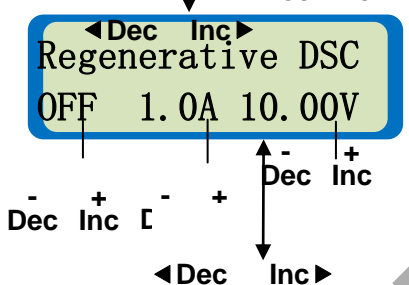 ◄Dec Inc►
Regenerative DSC
OFF 1.0A 10.00V
- +
Dec Inc
- + - +
Dec Inc
◄Dec Inc►